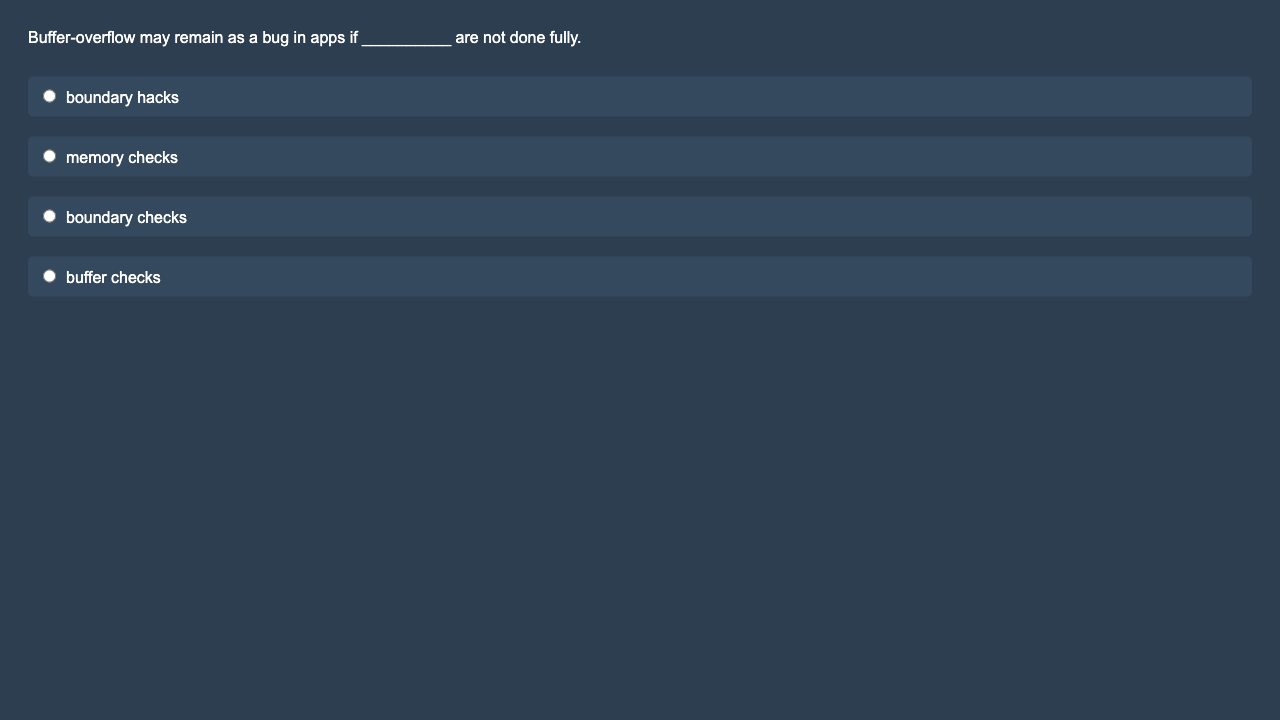 Buffer-overflow may remain as a bug in apps if __________ are not done fully.
boundary hacks
memory checks
boundary checks
buffer checks